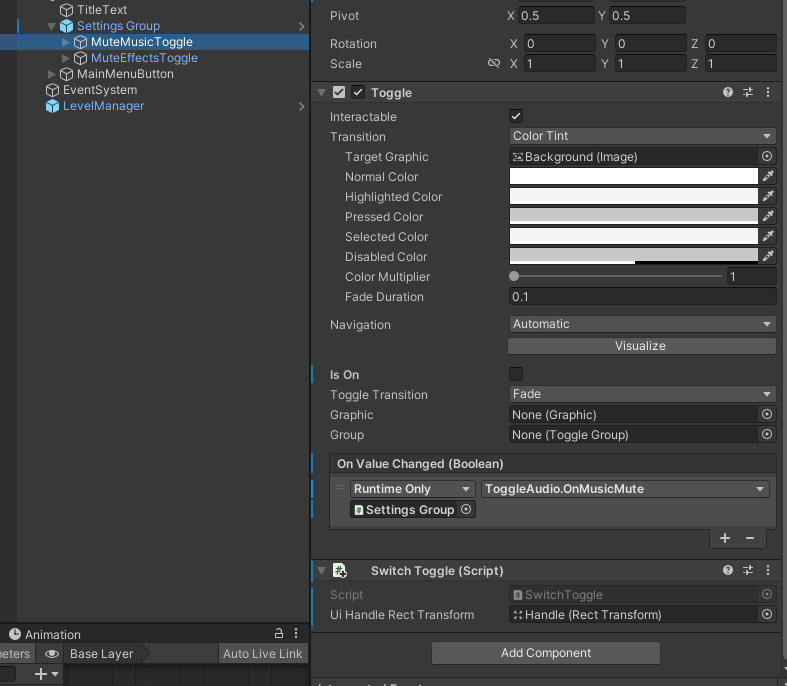 TitleText
Settings Group
MuteMusicToggle
MuteEffectsToggle
MainMenuButton
EventSystem
LevelManager
Animation
Base Layer
Auto Live Link
Pivot X 0.5 Y 0.5
Rotation X 0 Y 0 Z 0
Scale X 1 Y 1 Z 1
Toggle
Interactable
Transition Color Tint
Target Graphic Background (Image)
Normal Color
Highlighted Color
Pressed Color
Selected Color
Disabled Color
Color Multiplier 1
Fade Duration 0.1
Navigation Automatic
Visualize
Is On
Toggle Transition Fade
Graphic None (Graphic)
Group None (Toggle Group)
On Value Changed (Boolean)
Runtime Only ToggleAudio.OnMusicMute
Settings Group
Switch Toggle (Script)
Script SwitchToggle
Ui Handle Rect Transform Handle (Rect Transform)
Add Component